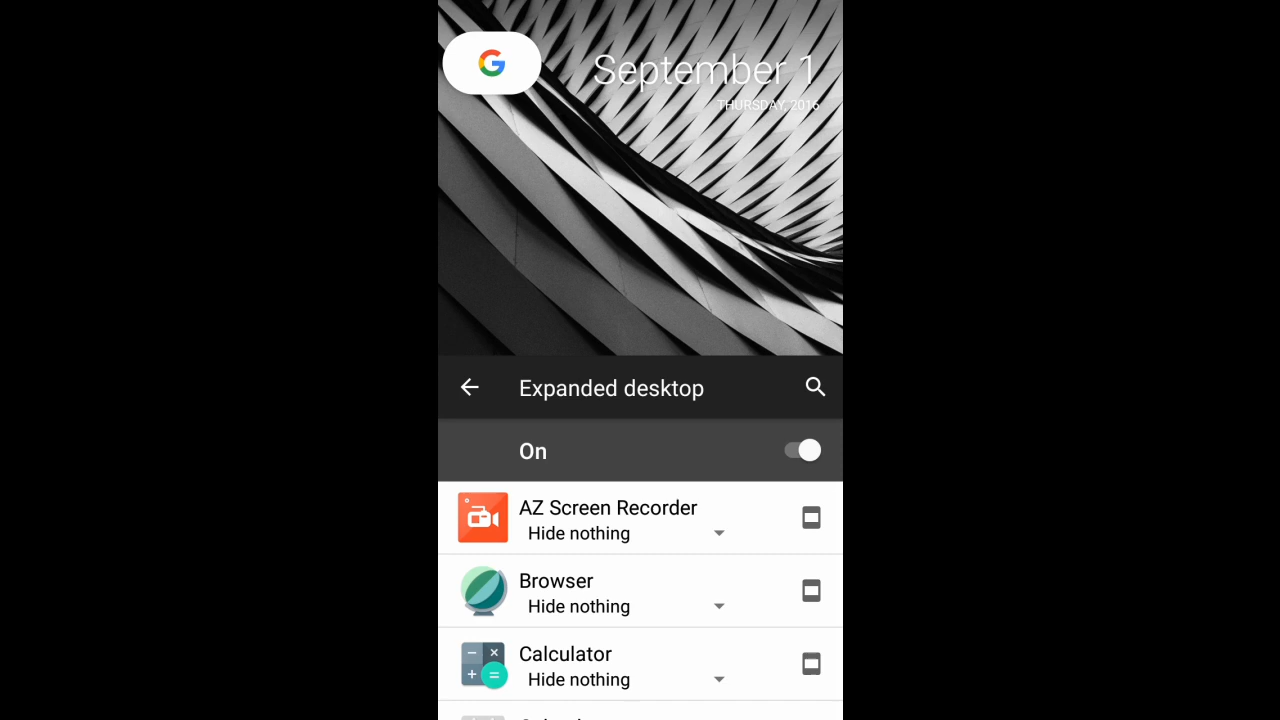 G
September 1
THURSDAY, 2016
Expanded desktop
On
AZ Screen Recorder
Hide nothing
Browser
Hide nothing
Calculator
Hide nothing